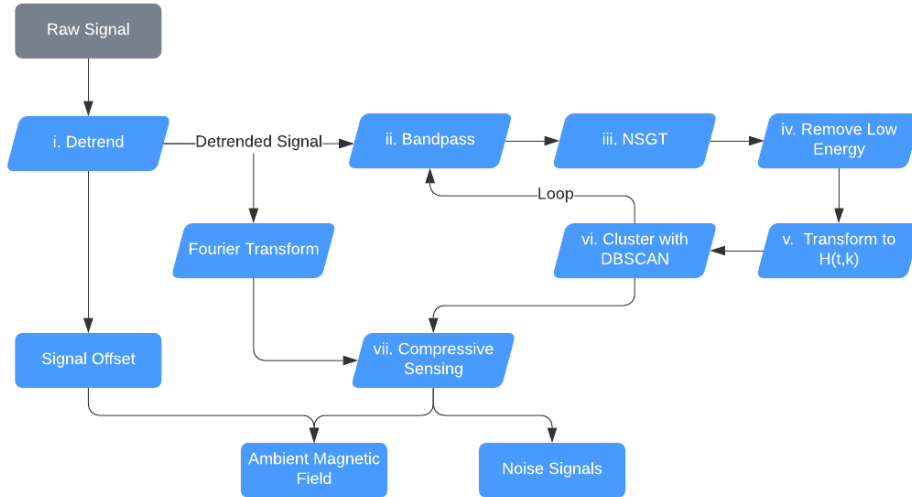 Raw Signal
i. Detrend
Detrended Signal
ii. Bandpass
iii. NSGT
iv. Remove Low
Energy
Loop
Fourier Transform
vi. Cluster with
DBSCAN
v. Transform to
H(t,k)
Signal Offset
vii. Compressive
Sensing
Ambient Magnetic
Field
Noise Signals